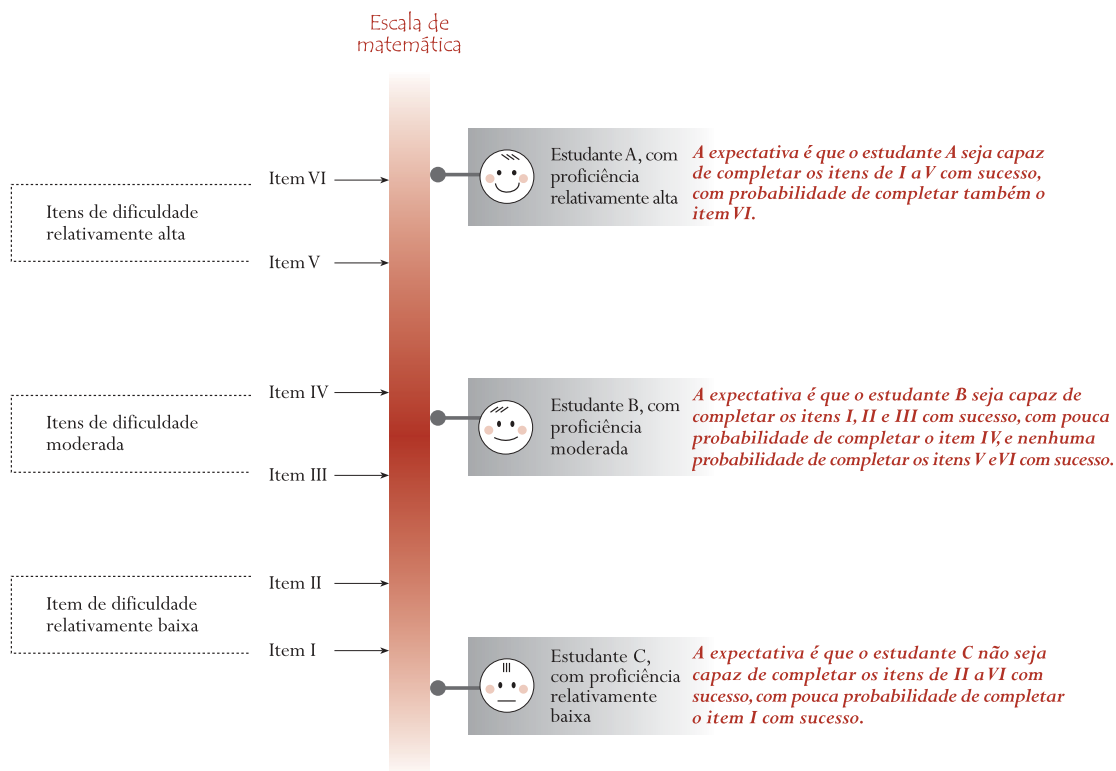 Escala de
matemática
Item VI
Itens de dificuldade
relativamente alta
Item V
Estudante A, com
proficiência
relativamente alta
A expectativa é que o estudante A seja capaz
de completar os itens de I a V com sucesso,
com probabilidade de completar também o
item VI.
Item IV
Itens de dificuldade
moderada
Item III
Estudante B, com
proficiência
moderada
A expectativa é que o estudante B seja capaz de
completar os itens I, II e III com sucesso, com pouca
probabilidade de completar o item IV, e nenhuma
probabilidade de completar os itens V e VI com sucesso.
Item II
Item de dificuldade
relativamente baixa
Item I
Estudante C,
com proficiência
relativamente
baixa
A expectativa é que o estudante C não seja
capaz de completar os itens de II a VI com
sucesso, com pouca probabilidade de completar
o item I com sucesso.